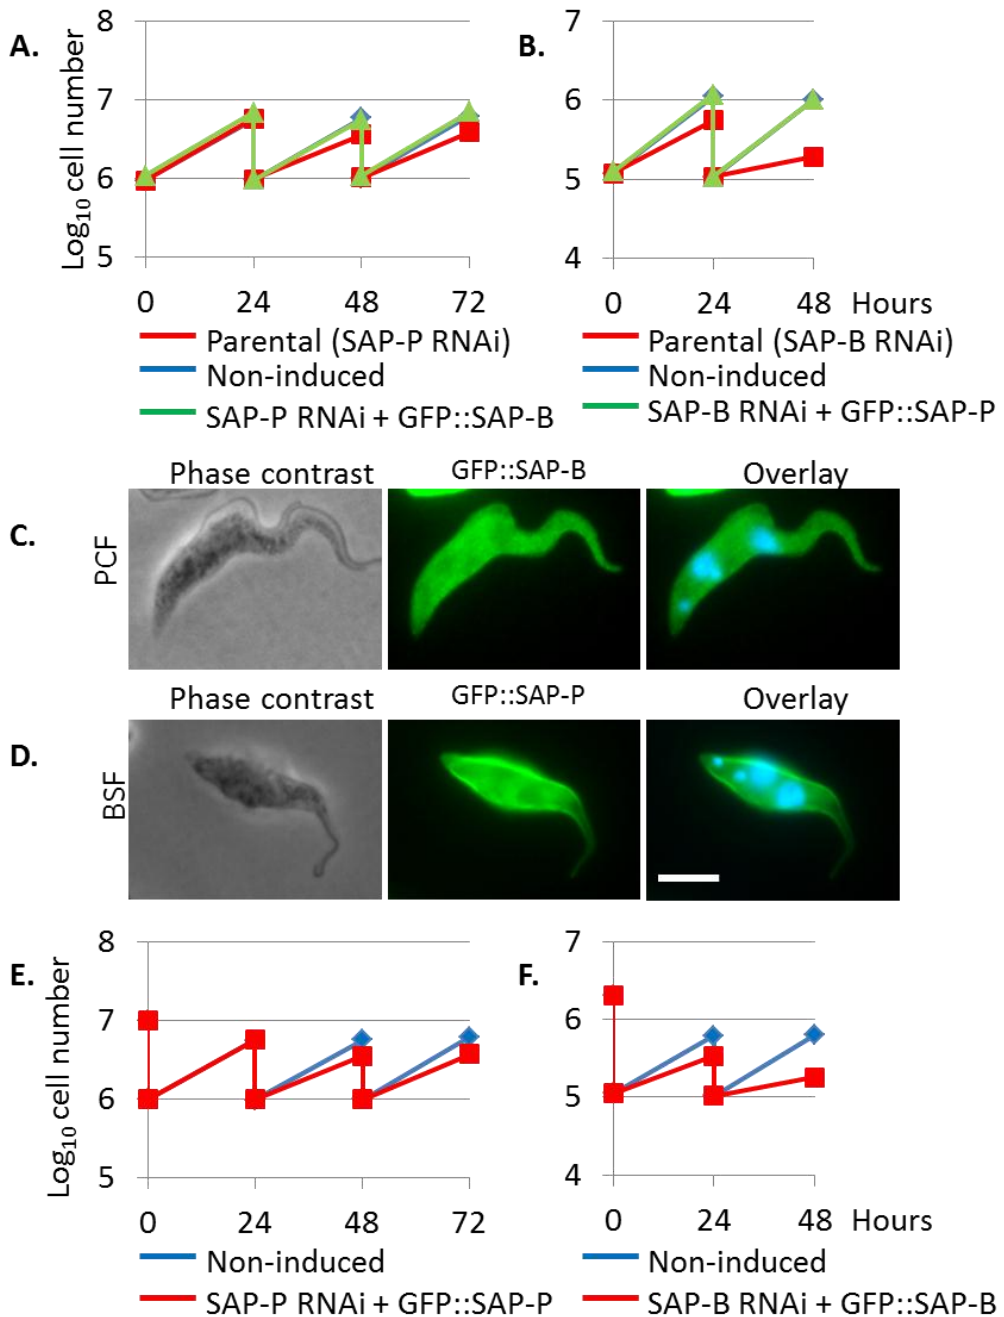 A.
Log10 cell number
8
7
6
5
0 24 48 72
Parental (SAP-P RNAi)
Non-induced
SAP-P RNAi + GFP::SAP-B
B.
7
6
5
4
0 24 48 Hours
Parental (SAP-B RNAi)
Non-induced
SAP-B RNAi + GFP::SAP-P
Phase contrast GFP::SAP-B Overlay
C.
PCF
Phase contrast GFP::SAP-P Overlay
D.
BSF
E.
Log10 cell number
8
7
6
5
0 24 48 72
Non-induced
SAP-P RNAi + GFP::SAP-P
F.
7
6
5
4
0 24 48 Hours
Non-induced
SAP-B RNAi + GFP::SAP-B